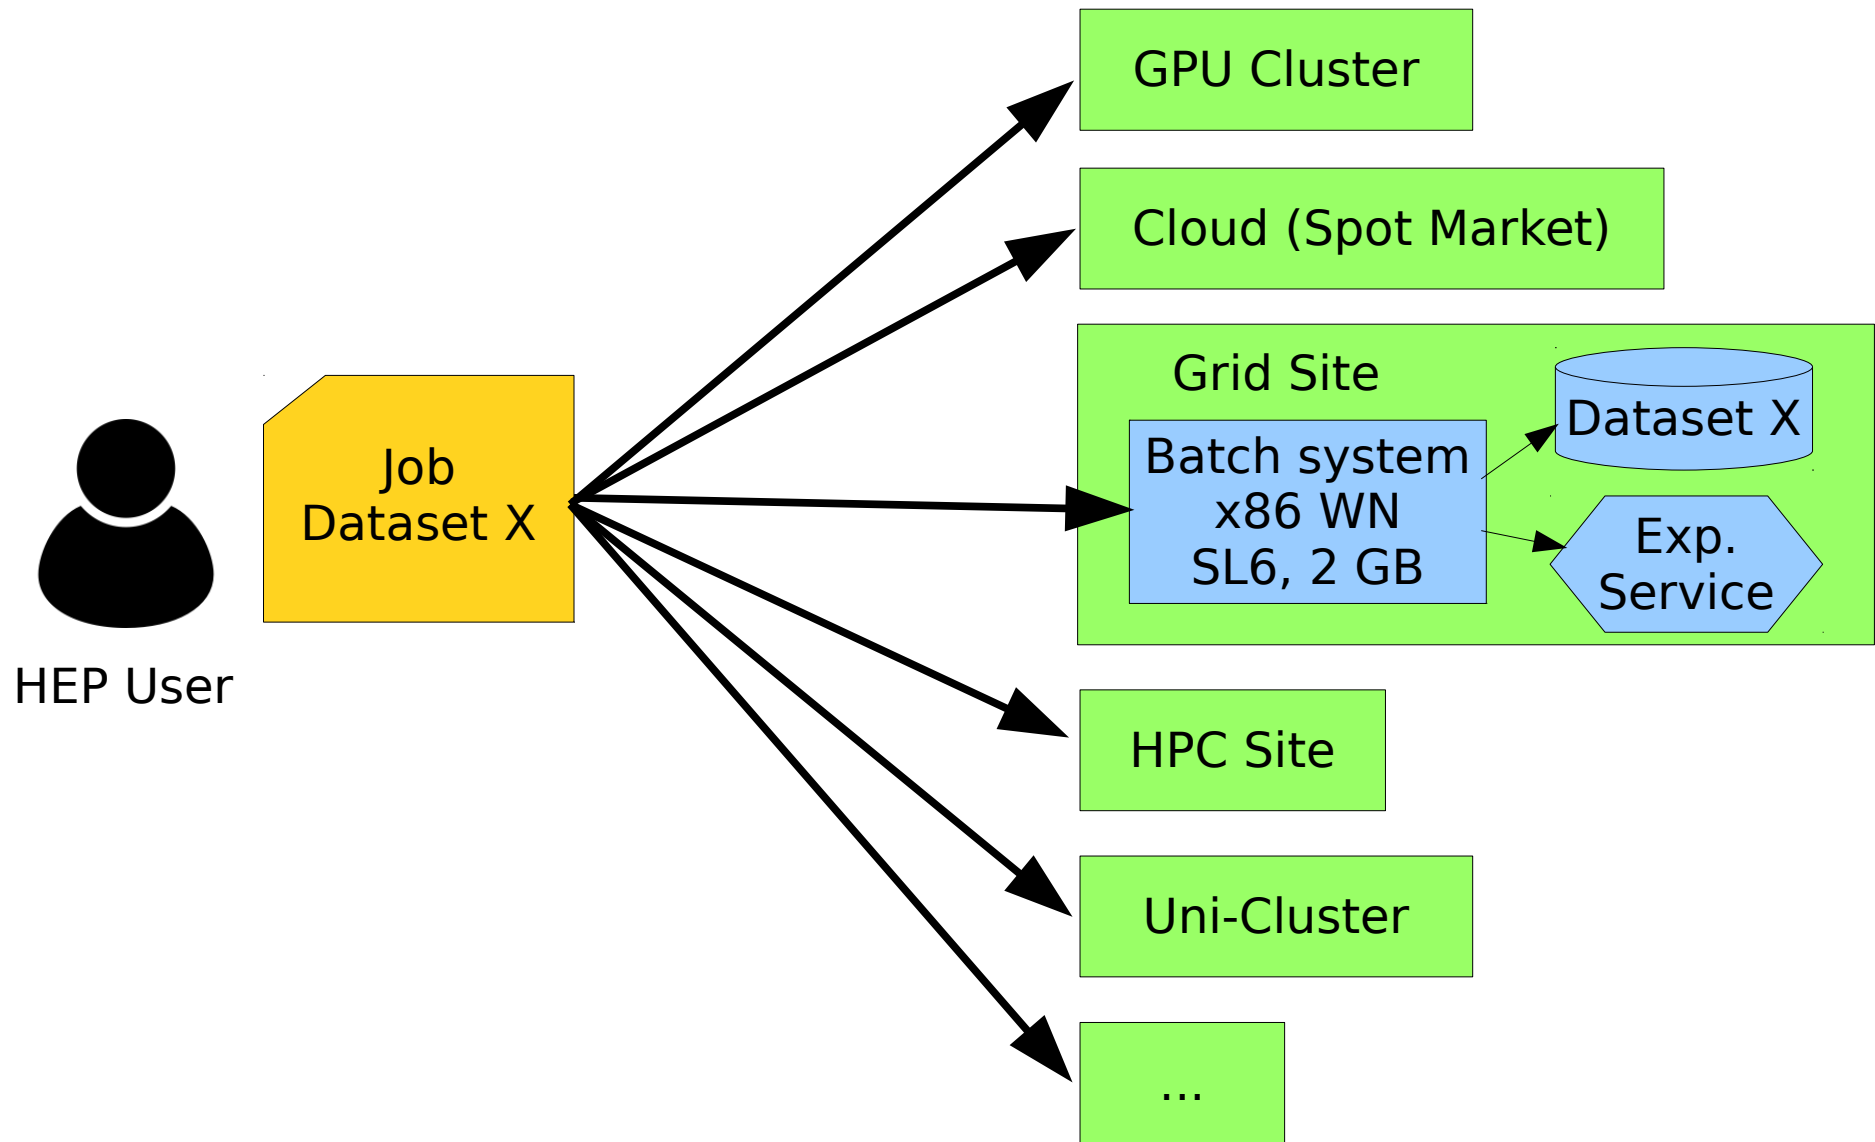 GPU Cluster
Cloud (Spot Market)
Grid Site
Dataset X
Batch system
x86 WN
SL6, 2 GB
Exp.
Service
Job
Dataset X
HEP User
HPC Site
Uni-Cluster
...